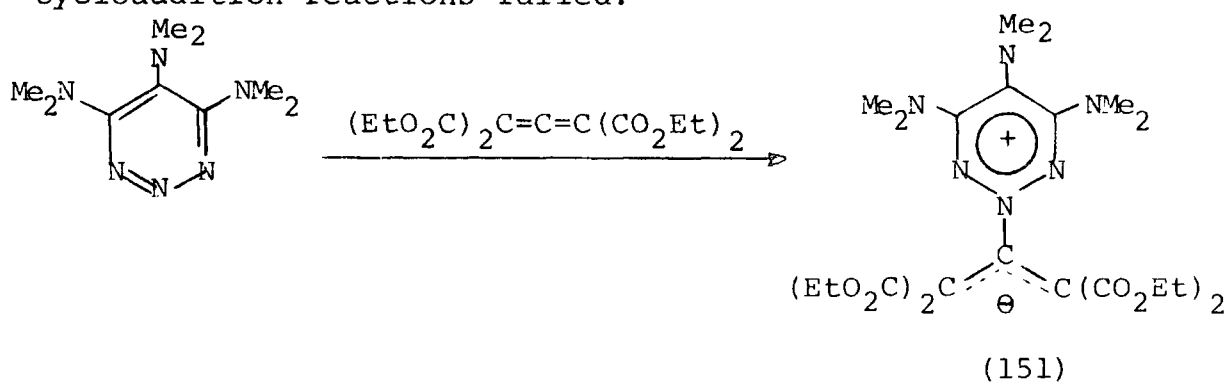 cycloaddition reactions failed.
Me2
N
Me2N NMe2
N N N
(EtO2C)2C=C=C(CO2Et)2
Me2
N
Me2N NMe2
+
N N
N
C
(EtO2C)2C ⊖ C(CO2Et)2
(151)